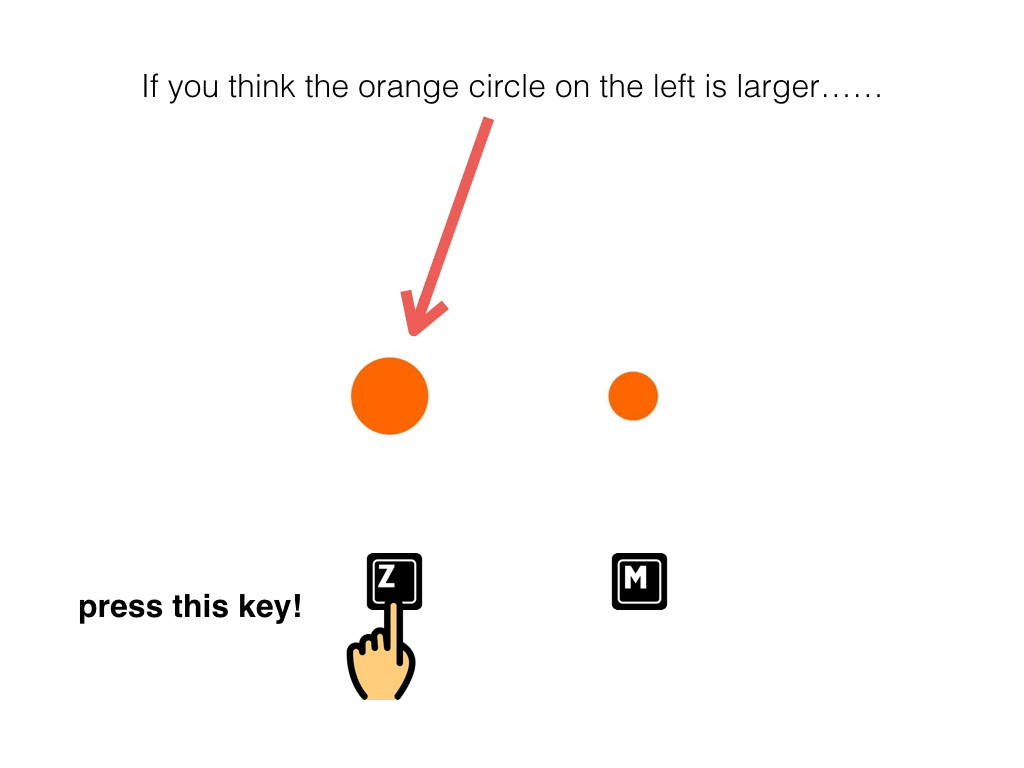 If you think the orange circle on the left is larger……
Z
M
press this key!